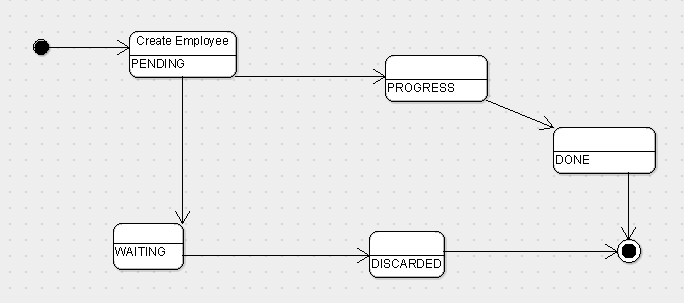 Create Employee
PENDING
PROGRESS
DONE
WAITING
DISCARDED